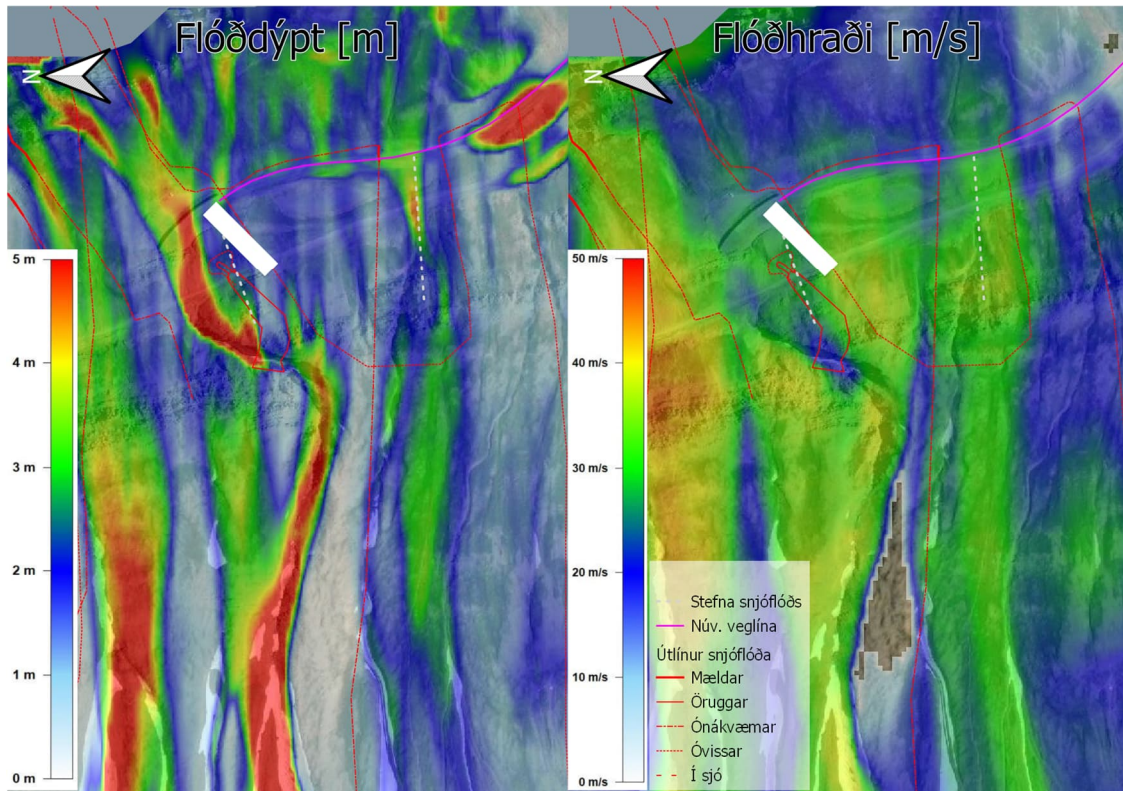 Flóðdýpt [m]
N
5 m
4 m
3 m
2 m
1 m
0 m
Flóðhraði [m/s]
N
50 m/s
40 m/s
30 m/s
20 m/s
10 m/s
0 m/s
Stefna snjóflóðs
Núv. veglína
Útlínur snjóflóða
Mældar
Öruggar
Ónákvæmar
Óvissar
Í sjó